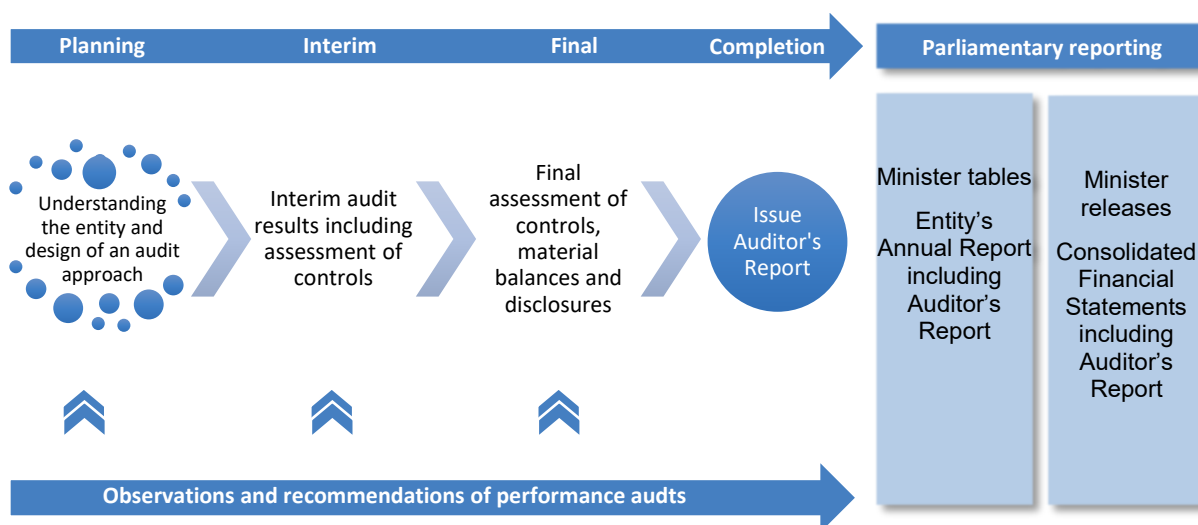 Planning
Interim
Final
Completion
Parliamentary reporting
Understanding
the entity and
design of an audit
approach
Interim audit
results including
assessment of
controls
Final
assessment of
controls,
material
balances and
disclosures
Issue
Auditor's
Report
Minister tables
Entity’s
Annual Report
including
Auditor’s
Report
Minister
releases
Consolidated
Financial
Statements
including
Auditor’s
Report
Observations and recommendations of performance audts